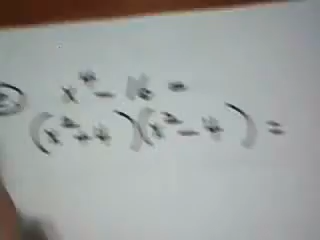 x⁴ - 16 =
(x² + 4)(x² - 4) =